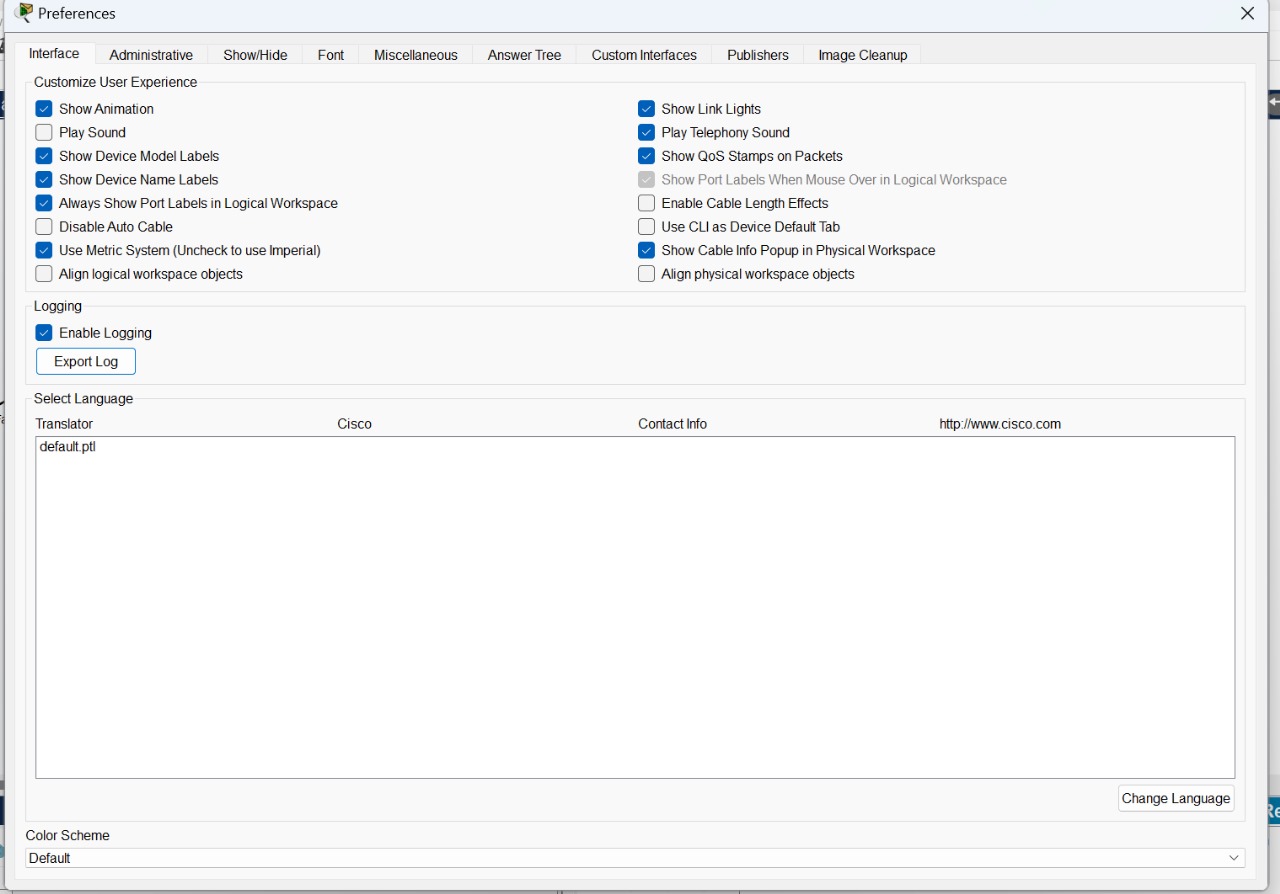 Preferences
Interface Administrative Show/Hide Font Miscellaneous Answer Tree Custom Interfaces Publishers Image Cleanup
Customize User Experience
Show Animation
Show Link Lights
Play Sound
Play Telephony Sound
Show Device Model Labels
Show QoS Stamps on Packets
Show Device Name Labels
Show Port Labels When Mouse Over in Logical Workspace
Always Show Port Labels in Logical Workspace
Enable Cable Length Effects
Disable Auto Cable
Use CLI as Device Default Tab
Use Metric System (Uncheck to use Imperial)
Show Cable Info Popup in Physical Workspace
Align logical workspace objects
Align physical workspace objects
Logging
Enable Logging
Export Log
Select Language
Translator Cisco Contact Info http://www.cisco.com
default.ptl
Change Language
Color Scheme
Default